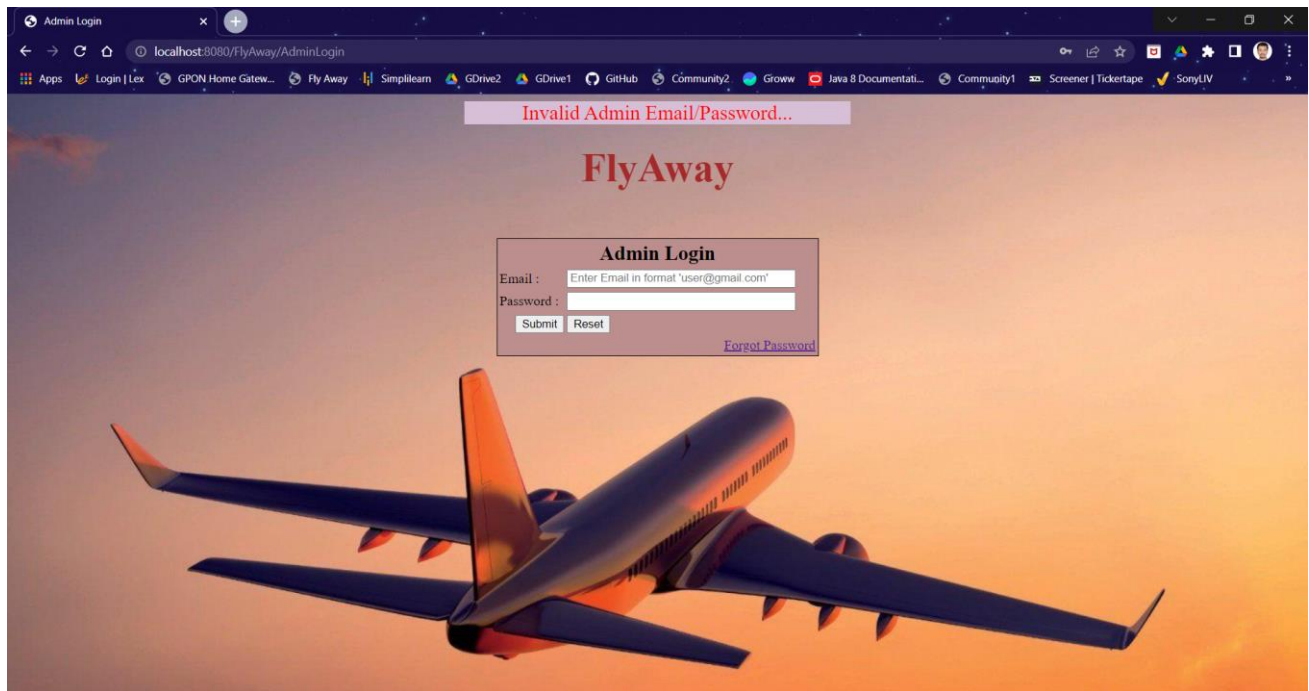 Admin Login
localhost:8080/FlyAway/AdminLogin
Apps Login | Lex GPON Home Gatew... Fly Away Simplilearn GDrive2 GDrive1 GitHub Community2 Groww Java 8 Documentati... Community1 Screener | Tickertape SonyLIV »
Invalid Admin Email/Password...
FlyAway
Admin Login
Email : Enter Email in format 'user@gmail.com'
Password :
Submit Reset
Forgot Password